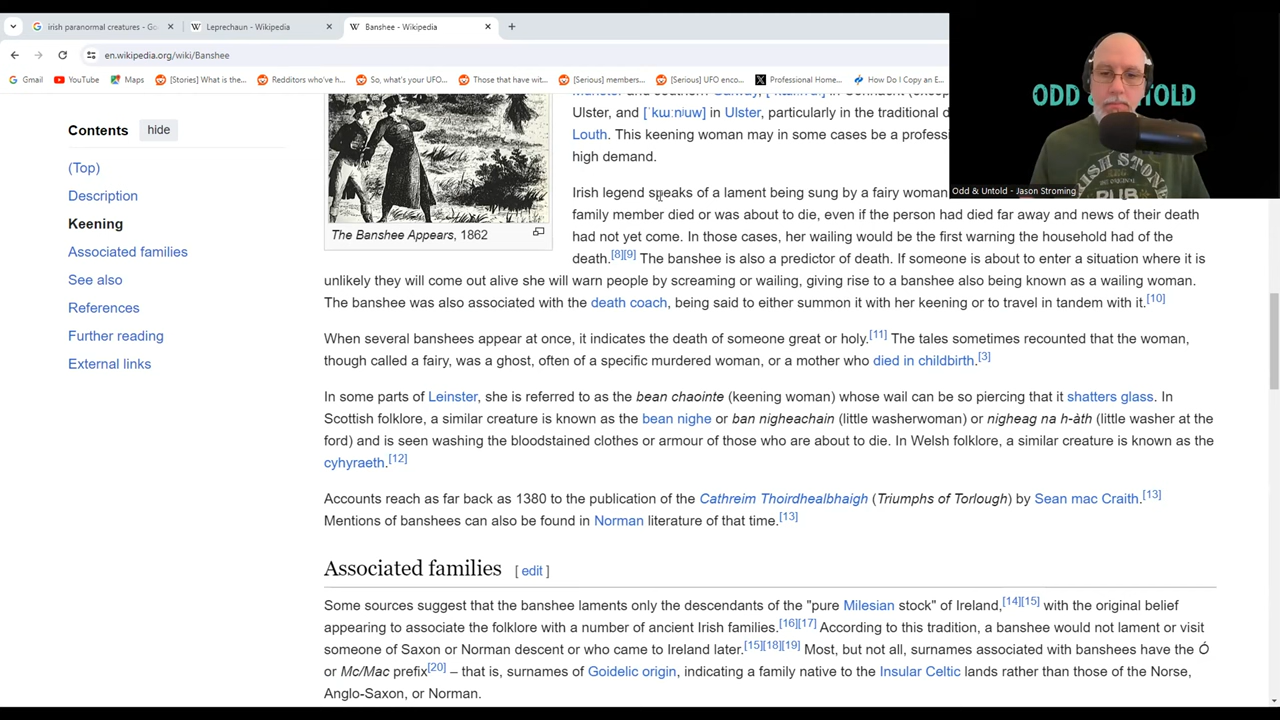 irish paranormal creatures - Go
Leprechaun - Wikipedia
Banshee - Wikipedia
en.wikipedia.org/wiki/Banshee
Gmail
YouTube
Maps
[Stories] What is the...
Redditors who've h...
So, what's your UFO...
Those that have wit...
[Serious] members...
[Serious] UFO enco...
Professional Home...
How Do I Copy an E...
ODD & UNTOLD
IRISH STONE
PUB
Odd & Untold - Jason Stroming
Contents
hide
(Top)
Description
Keening
Associated families
See also
References
Further reading
External links
The Banshee Appears, 1862
Ulster, and [ˈkɯːnʲuw] in Ulster, particularly in the traditional d
Louth. This keening woman may in some cases be a profess
high demand.
Irish legend speaks of a lament being sung by a fairy woman
family member died or was about to die, even if the person had died far away and news of their death
had not yet come. In those cases, her wailing would be the first warning the household had of the
death.[8][9] The banshee is also a predictor of death. If someone is about to enter a situation where it is
unlikely they will come out alive she will warn people by screaming or wailing, giving rise to a banshee also being known as a wailing woman.
The banshee was also associated with the death coach, being said to either summon it with her keening or to travel in tandem with it.[10]
When several banshees appear at once, it indicates the death of someone great or holy.[11] The tales sometimes recounted that the woman,
though called a fairy, was a ghost, often of a specific murdered woman, or a mother who died in childbirth.[3]
In some parts of Leinster, she is referred to as the bean chaointe (keening woman) whose wail can be so piercing that it shatters glass. In
Scottish folklore, a similar creature is known as the bean nighe or ban nigheachain (little washerwoman) or nigheag na h-àth (little washer at the
ford) and is seen washing the bloodstained clothes or armour of those who are about to die. In Welsh folklore, a similar creature is known as the
cyhyraeth.[12]
Accounts reach as far back as 1380 to the publication of the Cathreim Thoirdhealbhaigh (Triumphs of Torlough) by Sean mac Craith.[13]
Mentions of banshees can also be found in Norman literature of that time.[13]
Associated families [ edit ]
Some sources suggest that the banshee laments only the descendants of the "pure Milesian stock" of Ireland,[14][15] with the original belief
appearing to associate the folklore with a number of ancient Irish families.[16][17] According to this tradition, a banshee would not lament or visit
someone of Saxon or Norman descent or who came to Ireland later.[15][18][19] Most, but not all, surnames associated with banshees have the Ó
or Mc/Mac prefix[20] – that is, surnames of Goidelic origin, indicating a family native to the Insular Celtic lands rather than those of the Norse,
Anglo-Saxon, or Norman.